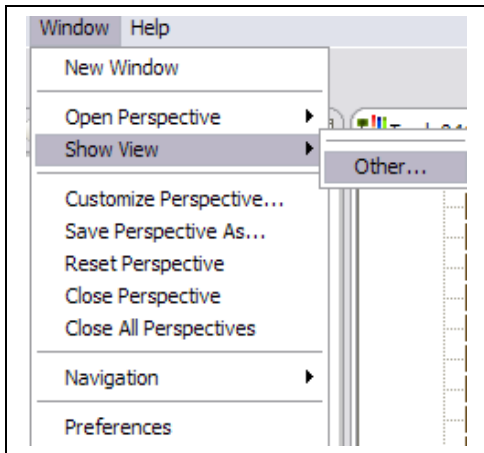 Window Help
New Window
Open Perspective
Show View
Other...
Customize Perspective...
Save Perspective As...
Reset Perspective
Close Perspective
Close All Perspectives
Navigation
Preferences